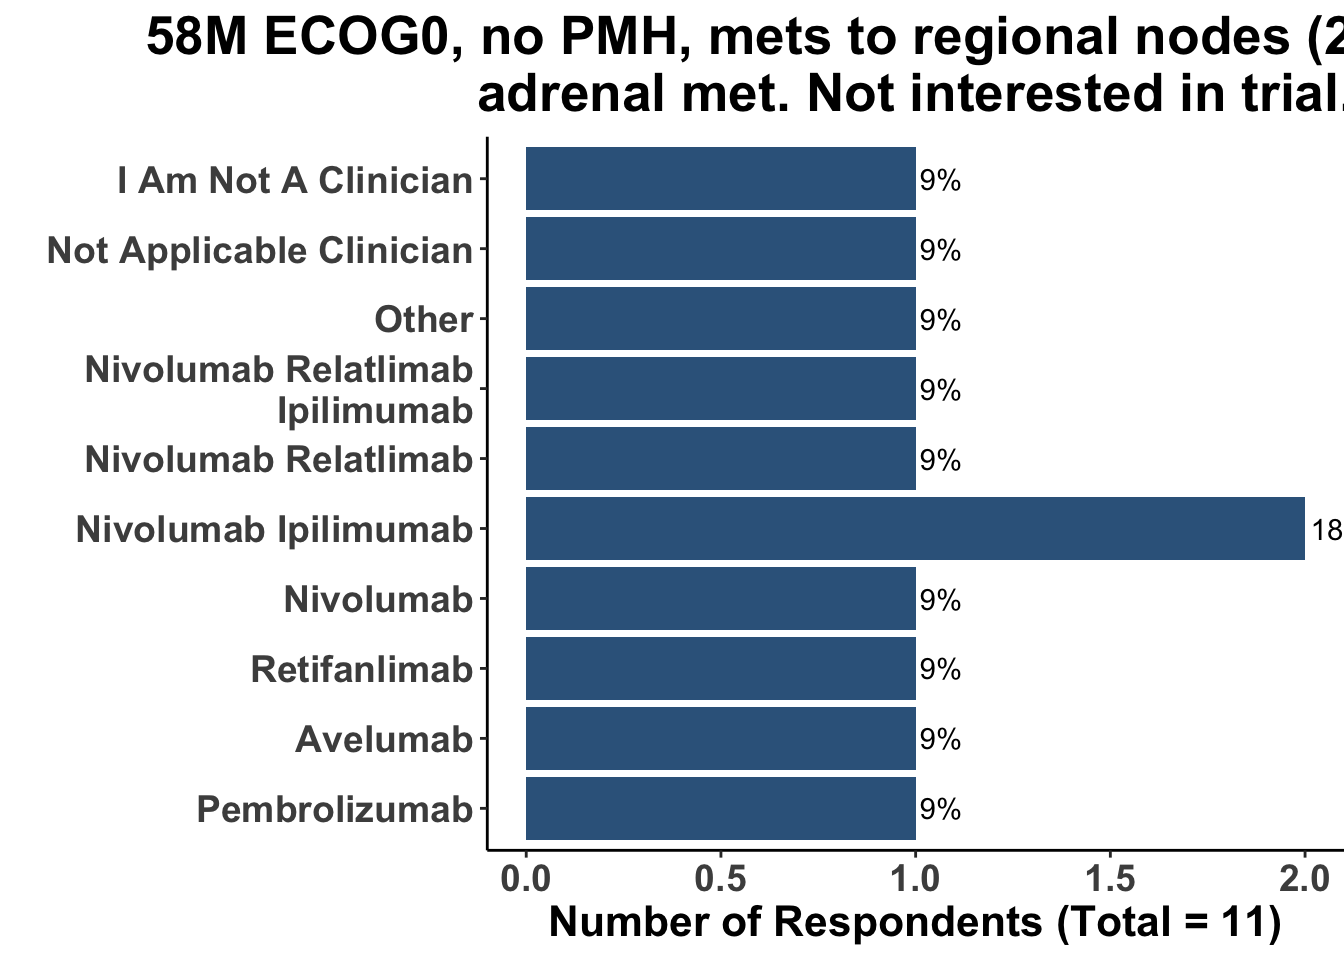 58M ECOG0, no PMH, mets to regional nodes (2
adrenal met. Not interested in trial.
I Am Not A Clinician
9%
Not Applicable Clinician
9%
Other
9%
Nivolumab Relatlimab
Ipilimumab
9%
Nivolumab Relatlimab
9%
Nivolumab Ipilimumab
18
Nivolumab
9%
Retifanlimab
9%
Avelumab
9%
Pembrolizumab
9%
0.0 0.5 1.0 1.5 2.0
Number of Respondents (Total = 11)